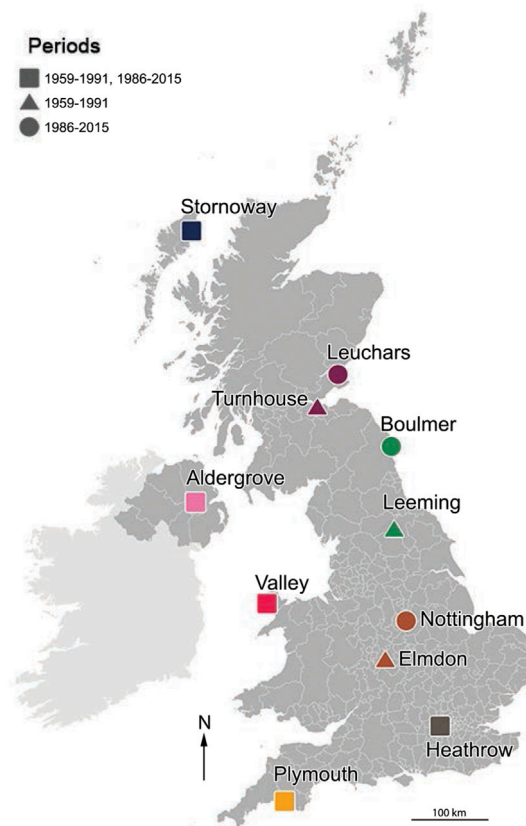 Periods
1959-1991, 1986-2015
1959-1991
1986-2015
Stornoway
Leuchars
Turnhouse
Boulmer
Aldergrove
Leeming
Valley
Nottingham
Elmdon
N
Heathrow
Plymouth
100 km